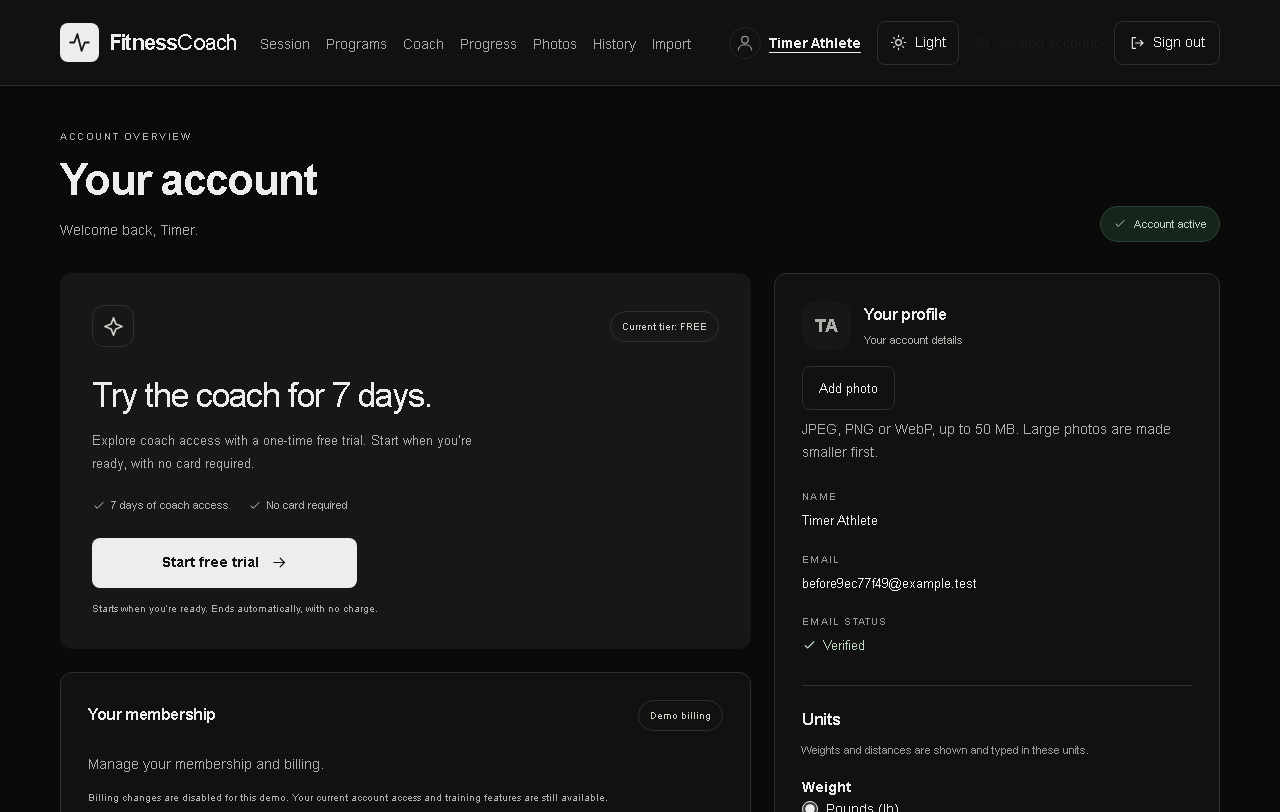 FitnessCoach
Session Programs Coach Progress Photos History Import
Timer Athlete
Light
Verified account
Sign out
ACCOUNT OVERVIEW
Your account
Welcome back, Timer.
Account active
Current tier: FREE
Try the coach for 7 days.
Explore coach access with a one-time free trial. Start when you're
ready, with no card required.
7 days of coach access
No card required
Start free trial
Starts when you're ready. Ends automatically, with no charge.
Your membership
Demo billing
Manage your membership and billing.
Billing changes are disabled for this demo. Your current account access and training features are still available.
TA
Your profile
Your account details
Add photo
JPEG, PNG or WebP, up to 50 MB. Large photos are made
smaller first.
NAME
Timer Athlete
EMAIL
before9ec77f49@example.test
EMAIL STATUS
Verified
Units
Weights and distances are shown and typed in these units.
Weight
Pounds (lb)